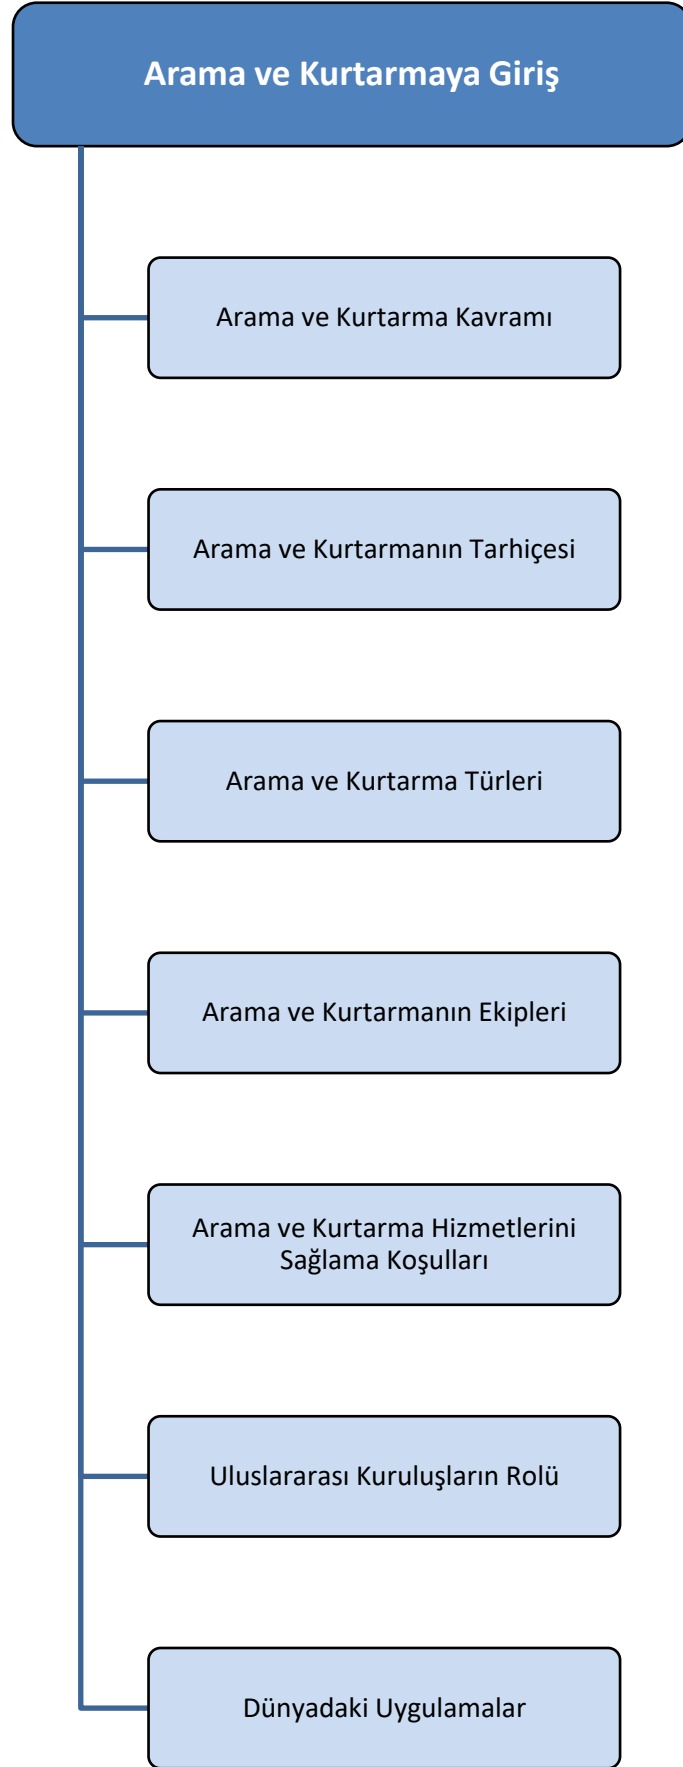 Arama ve Kurtarmaya Giriş
Arama ve Kurtarma Kavramı
Arama ve Kurtarmanın Tarhiçesi
Arama ve Kurtarma Türleri
Arama ve Kurtarmanın Ekipleri
Arama ve Kurtarma Hizmetlerini
Sağlama Koşulları
Uluslararası Kuruluşların Rolü
Dünyadaki Uygulamalar